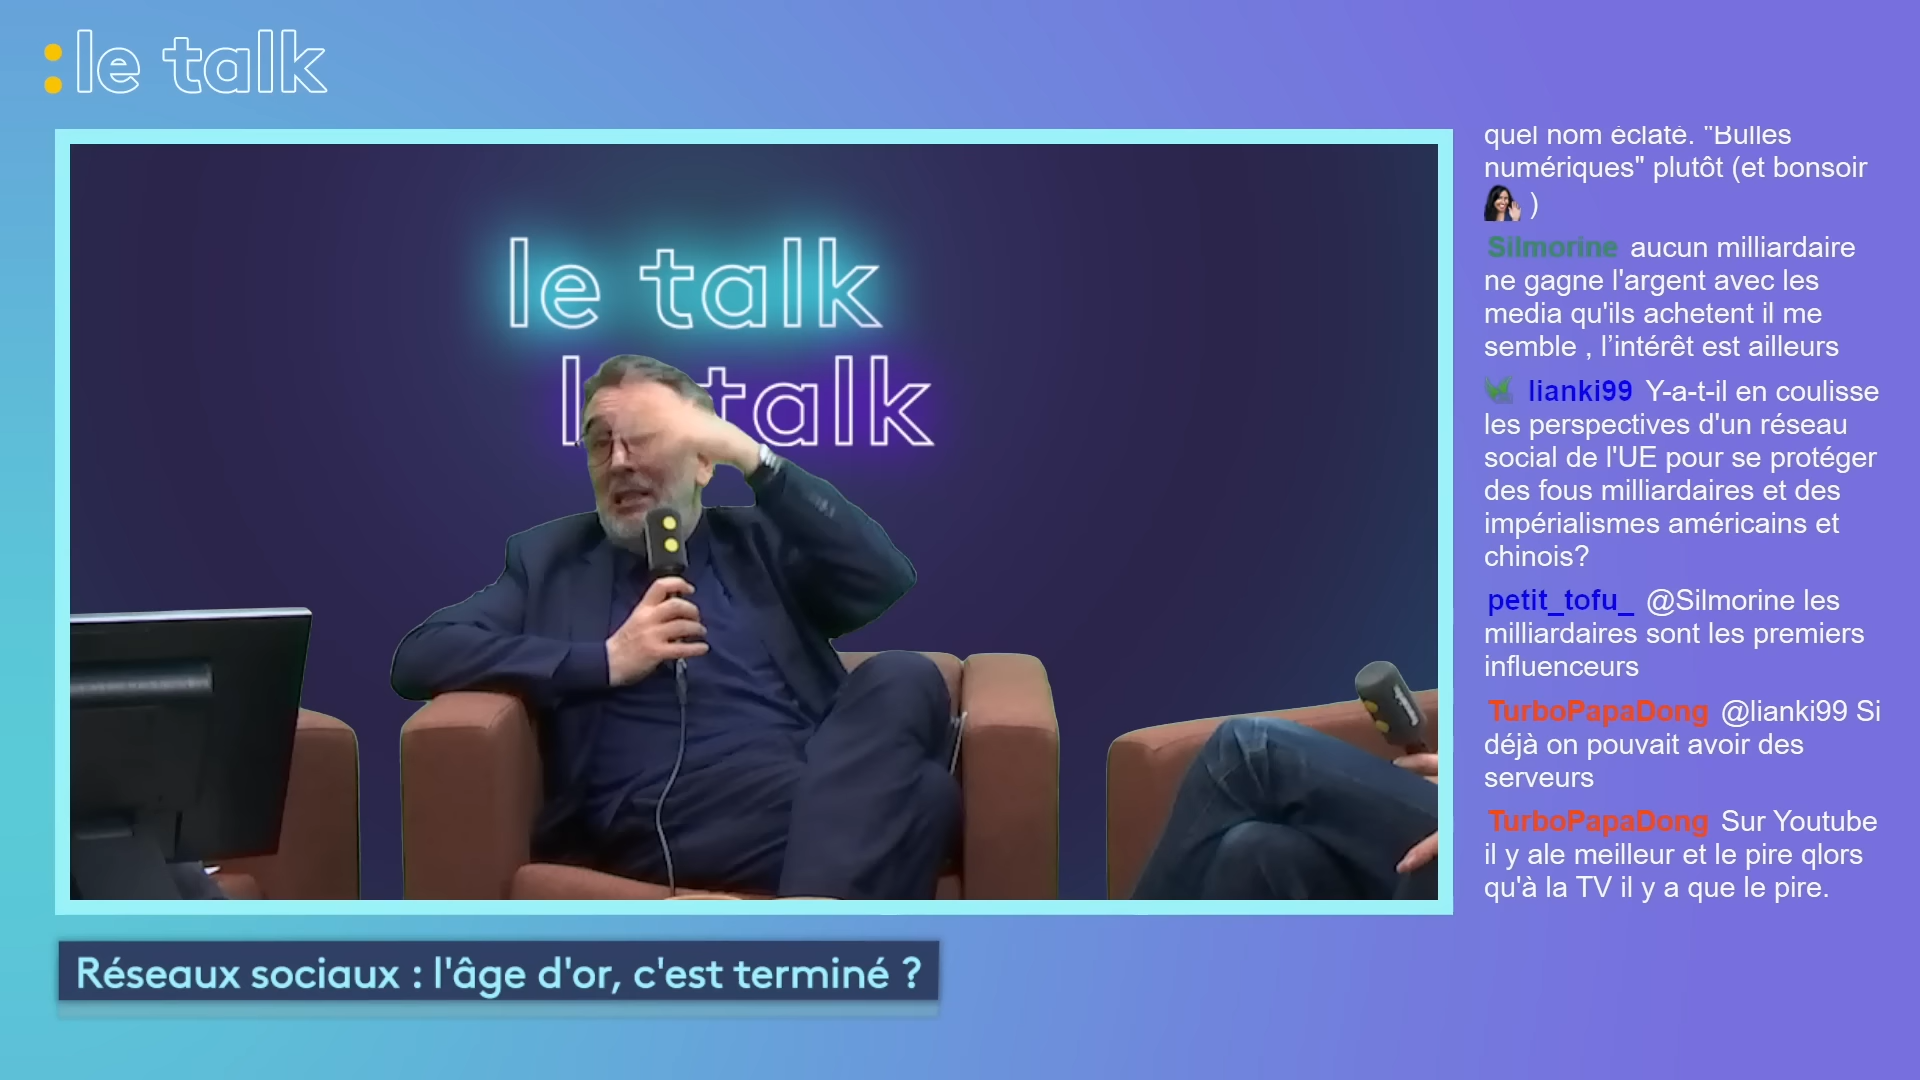 :le talk
le talk
le talk
quel nom éclaté. "Bulles
numériques" plutôt (et bonsoir
)
Silmorine aucun milliardaire
ne gagne l'argent avec les
media qu'ils achetent il me
semble , l’intérêt est ailleurs
lianki99 Y-a-t-il en coulisse
les perspectives d'un réseau
social de l'UE pour se protéger
des fous milliardaires et des
impérialismes américains et
chinois?
petit_tofu_ @Silmorine les
milliardaires sont les premiers
influenceurs
TurboPapaDong @lianki99 Si
déjà on pouvait avoir des
serveurs
TurboPapaDong Sur Youtube
il y ale meilleur et le pire qlors
qu'à la TV il y a que le pire.
Réseaux sociaux : l'âge d'or, c'est terminé ?